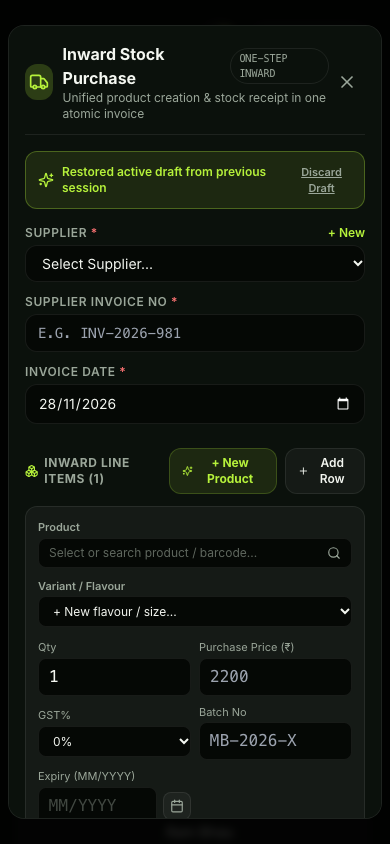 Inward Stock
Purchase
ONE-STEP
INWARD
Unified product creation & stock receipt in one
atomic invoice
Restored active draft from previous
session
Discard
Draft
SUPPLIER *
+ New
Select Supplier...
SUPPLIER INVOICE NO *
E.G. INV-2026-981
INVOICE DATE *
28/11/2026
INWARD LINE
ITEMS (1)
+ New
Product
Add
Row
Product
Select or search product / barcode...
Variant / Flavour
+ New flavour / size...
Qty
Purchase Price (₹)
1
2200
GST%
Batch No
0%
MB-2026-X
Expiry (MM/YYYY)
MM/YYYY